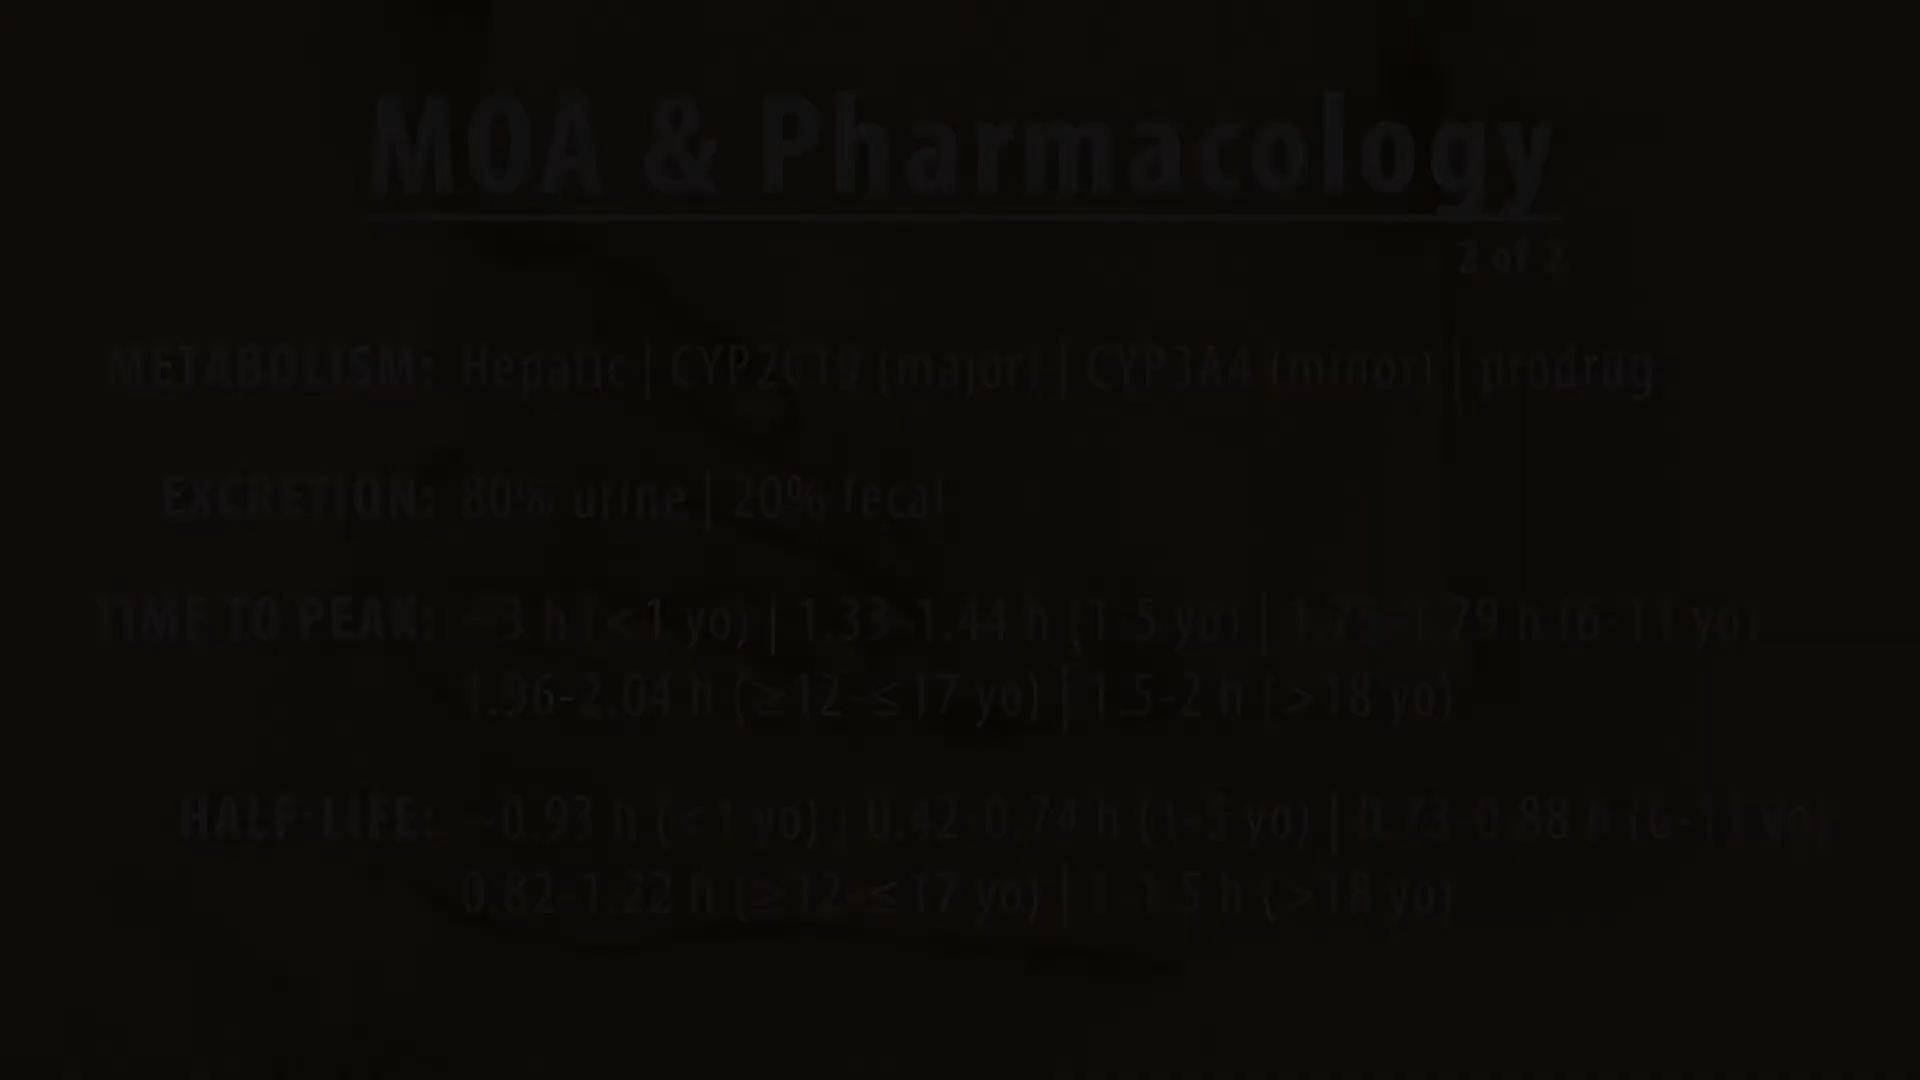 MOA & Pharmacology
2 of 2
METABOLISM: Hepatic | CYP2C19 (major) | CYP3A4 (minor) | prodrug
EXCRETION: 80% urine | 20% fecal
TIME TO PEAK: ~3 h (<1 yo) | 1.33-1.44 h (1-5 yo) | 1.75-1.79 h (6-11 yo)
1.96-2.04 h (≥12-≤17 yo) | 1.5-2 h (>18 yo)
HALF-LIFE: ~0.93 h (<1 yo) | 0.42-0.74 h (1-5 yo) | 0.73-0.88 h (6-11 yo)
0.82-1.22 h (≥12-≤17 yo) | 1-1.5 h (>18 yo)